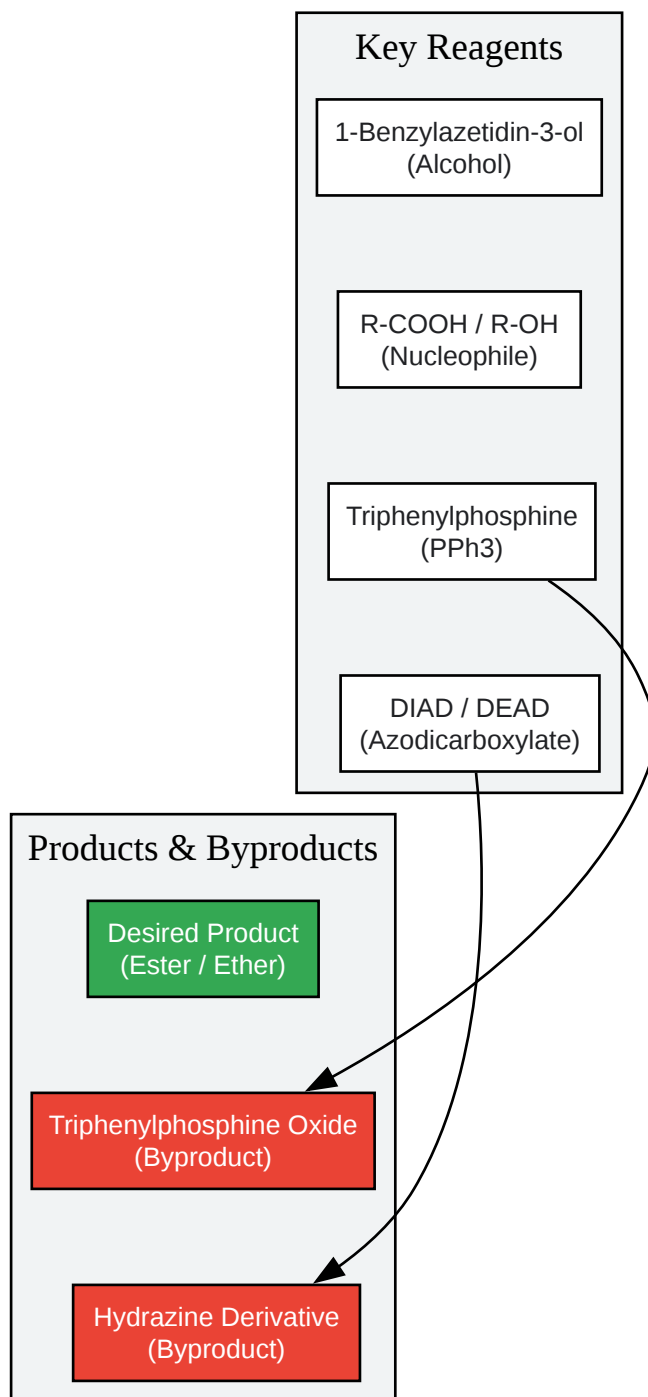 Key Reagents
1-Benzylazetidin-3-ol
(Alcohol)
R-COOH / R-OH
(Nucleophile)
Triphenylphosphine
(PPh3)
DIAD / DEAD
(Azodicarboxylate)
Products & Byproducts
Desired Product
(Ester / Ether)
Triphenylphosphine Oxide
(Byproduct)
Hydrazine Derivative
(Byproduct)